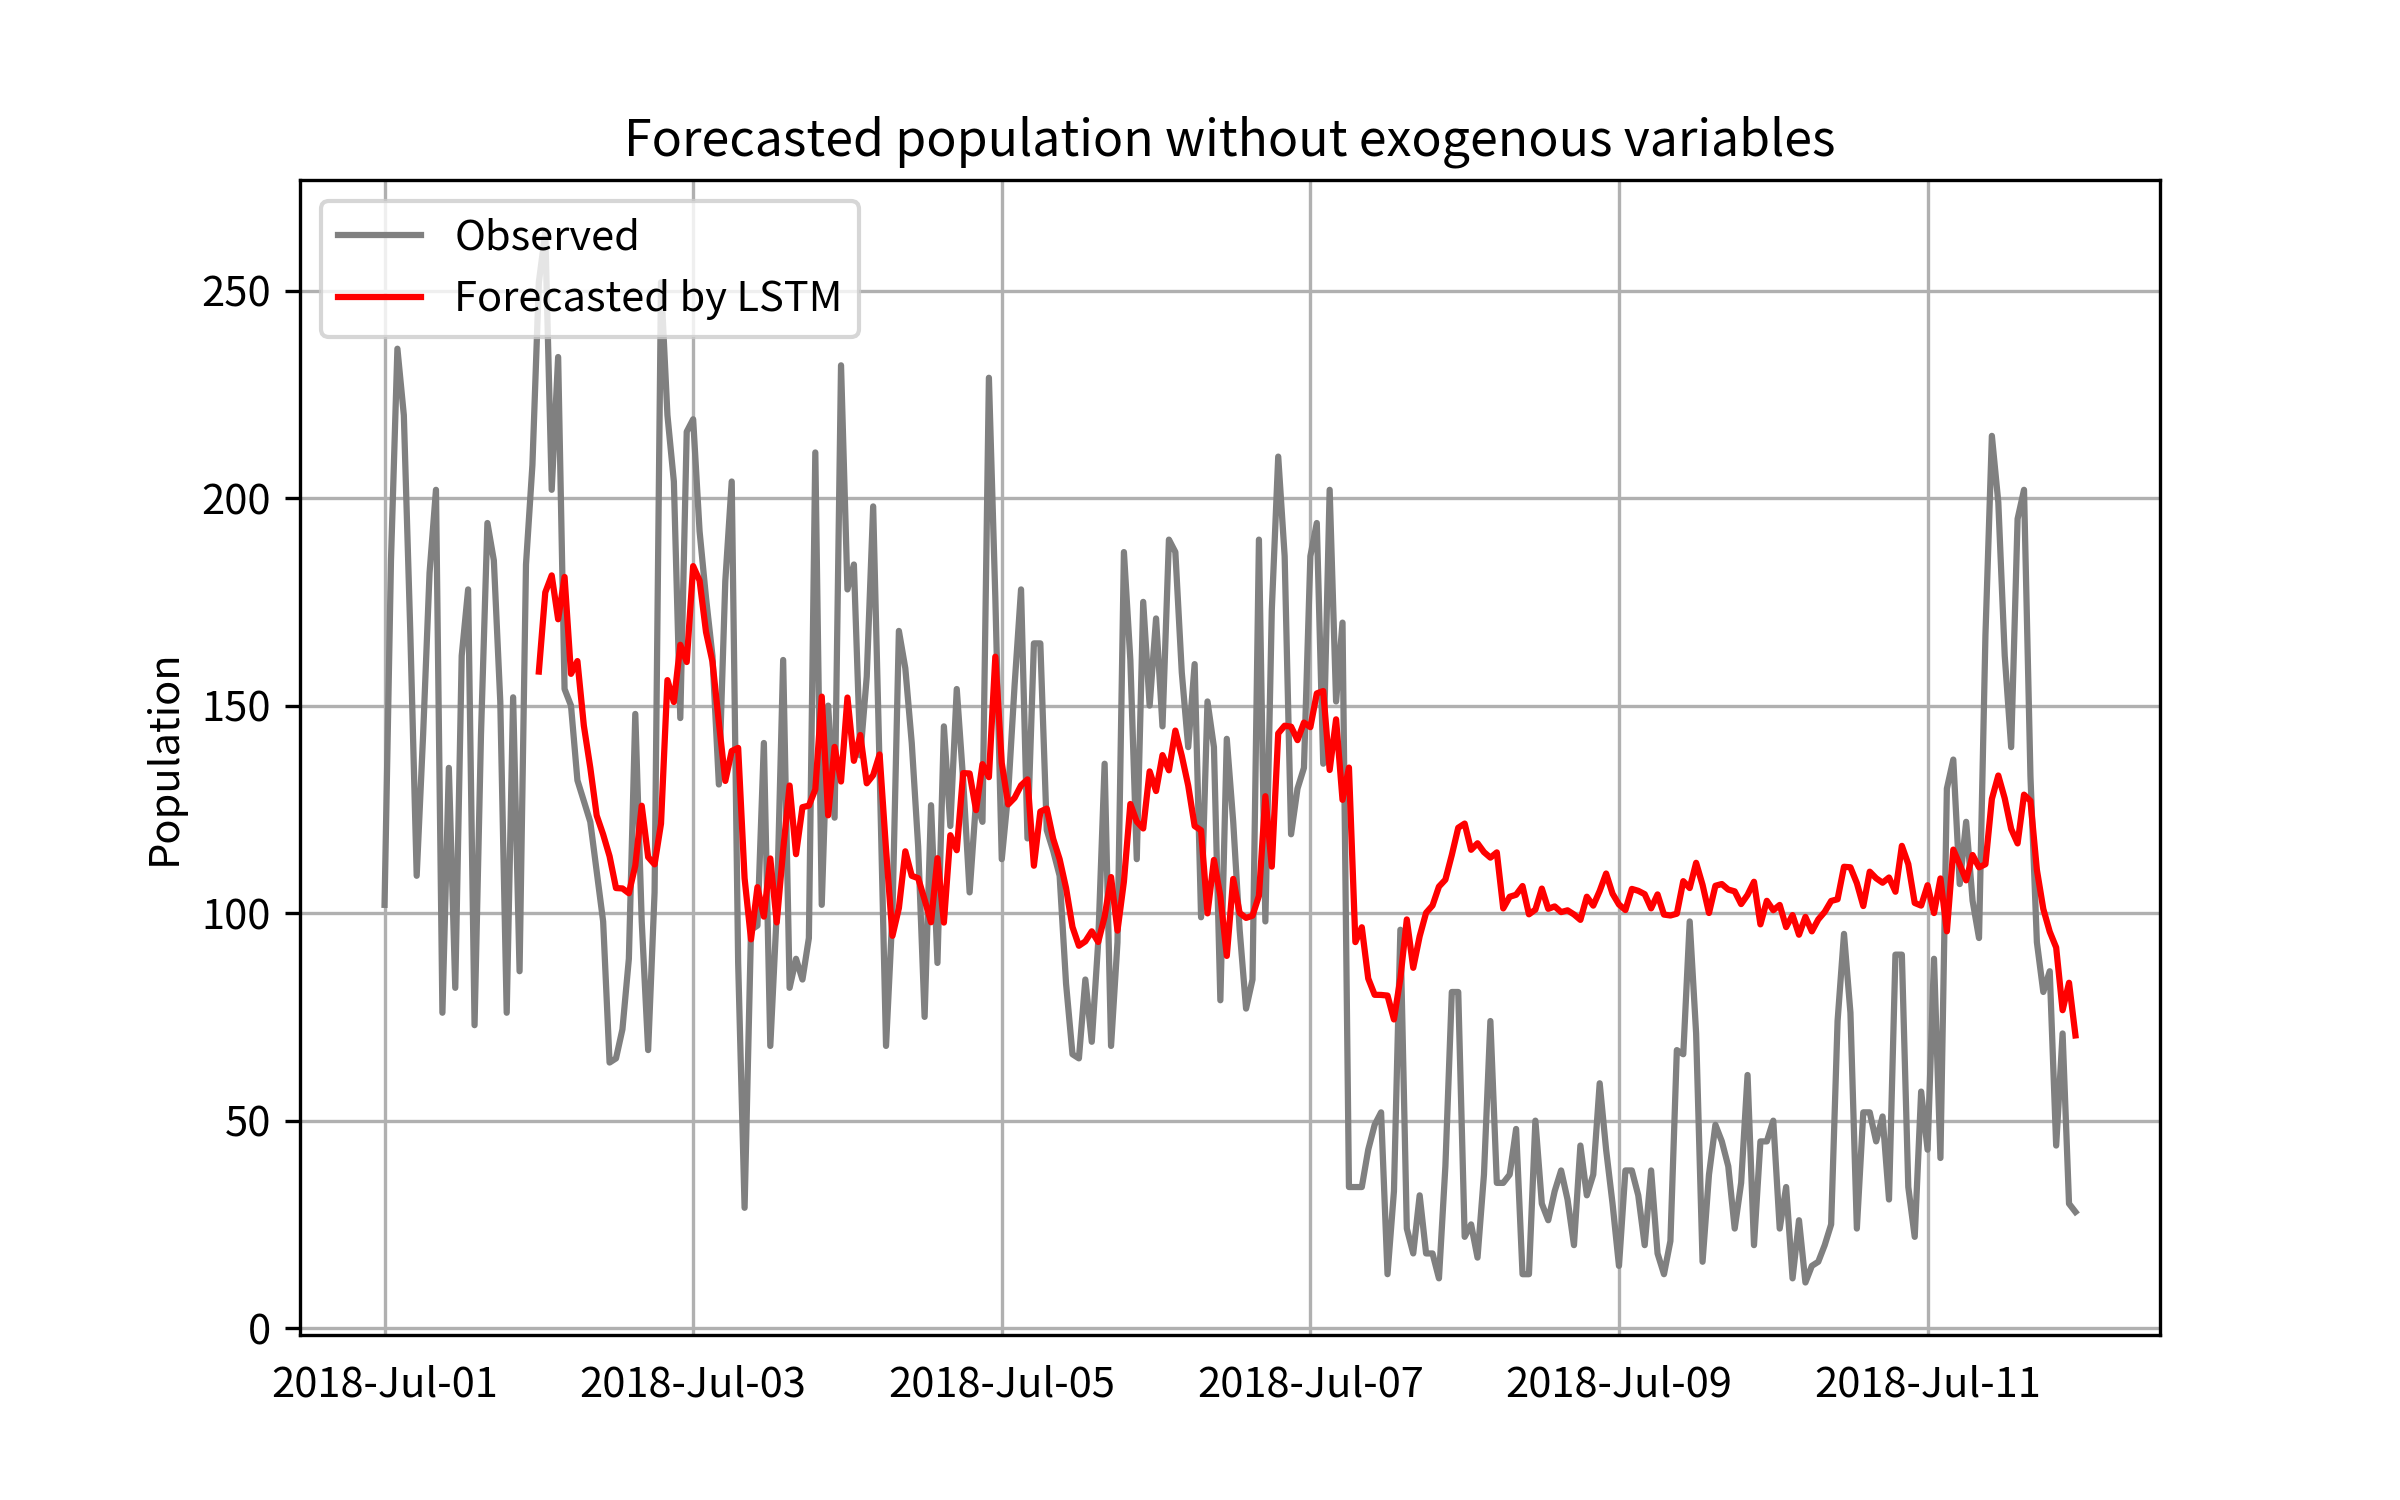 Forecasted population without exogenous variables
Observed
Forecasted by LSTM
Population
250
200
150
100
50
0
2018-Jul-01 2018-Jul-03 2018-Jul-05 2018-Jul-07 2018-Jul-09 2018-Jul-11